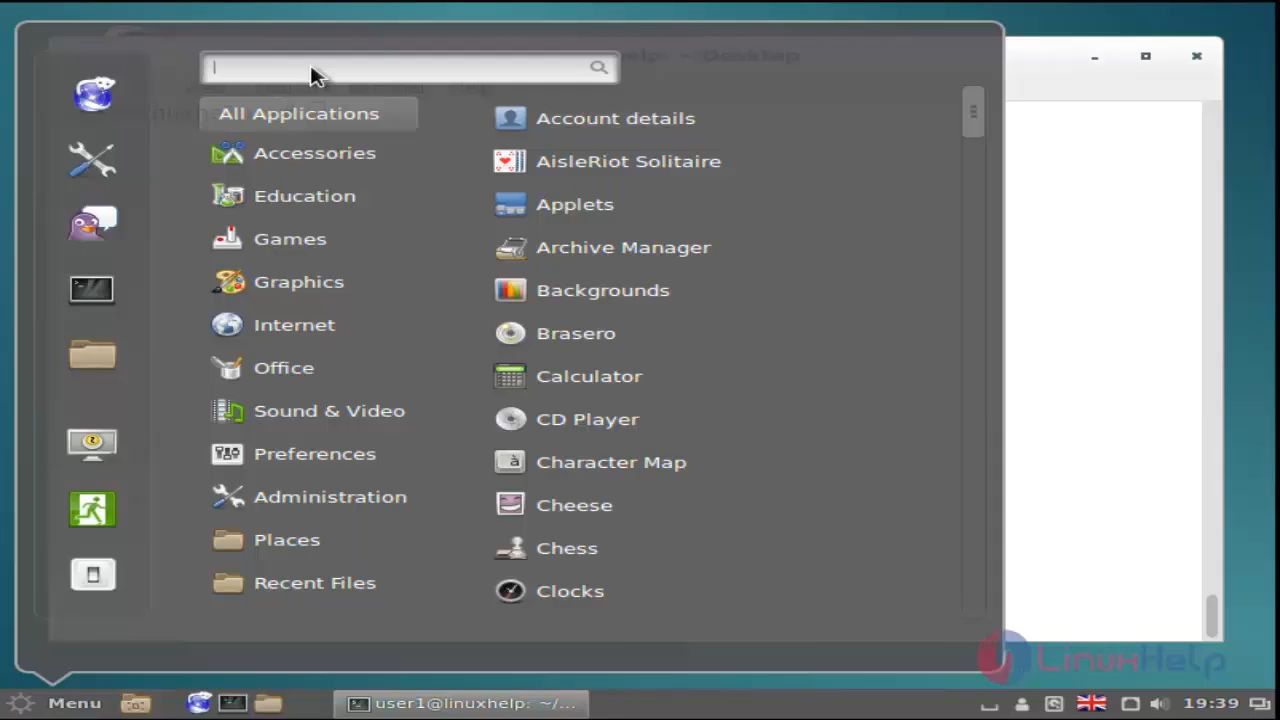 elp: ~/Desktop
All Applications
Accessories
Education
Games
Graphics
Internet
Office
Sound & Video
Preferences
Administration
Places
Recent Files
Account details
AisleRiot Solitaire
Applets
Archive Manager
Backgrounds
Brasero
Calculator
CD Player
Character Map
Cheese
Chess
Clocks
LinuxHelp
Menu
user1@linuxhelp: ~/...
19:39